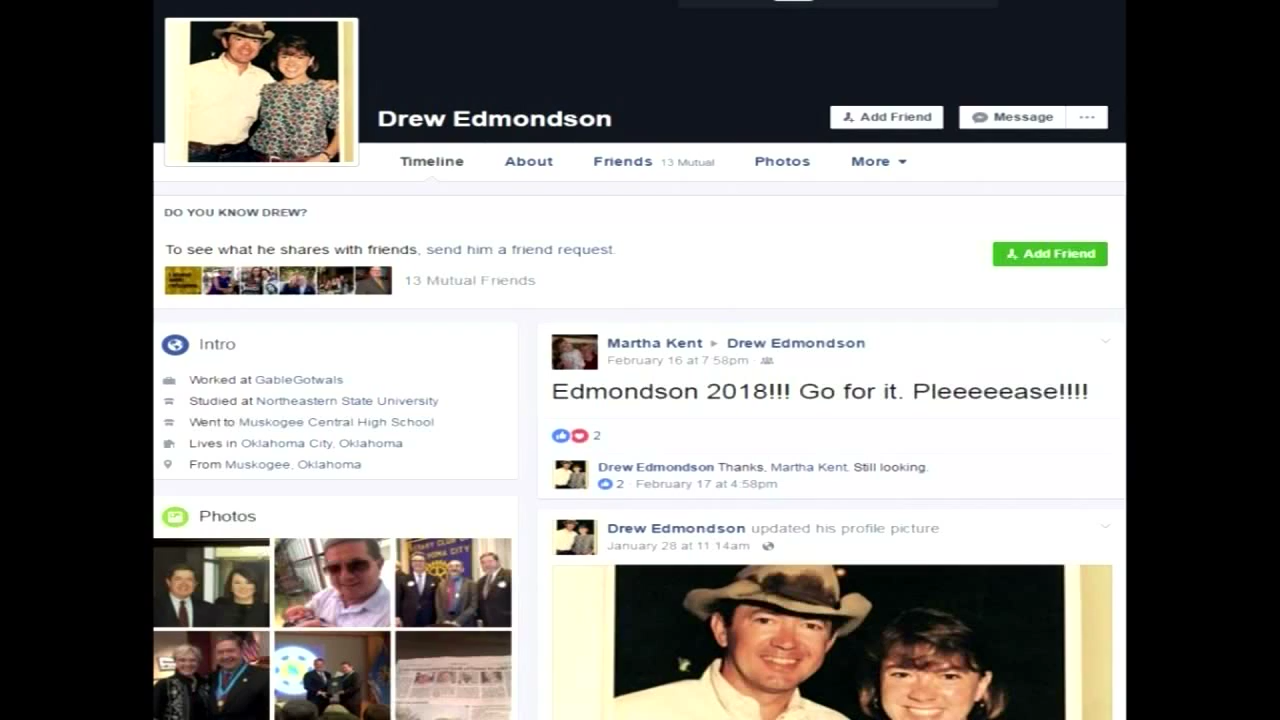 Drew Edmondson
Add Friend
Message
Timeline About Friends 13 Mutual Photos More
DO YOU KNOW DREW?
To see what he shares with friends, send him a friend request.
Add Friend
13 Mutual Friends
Intro
Worked at GableGotwals
Studied at Northeastern State University
Went to Muskogee Central High School
Lives in Oklahoma City, Oklahoma
From Muskogee, Oklahoma
Photos
Martha Kent ▸ Drew Edmondson
February 16 at 7:58pm ·
Edmondson 2018!!! Go for it. Pleeeeease!!!!
2
Drew Edmondson Thanks, Martha Kent. Still looking.
2 · February 17 at 4:58pm
Drew Edmondson updated his profile picture
January 28 at 11:14am ·